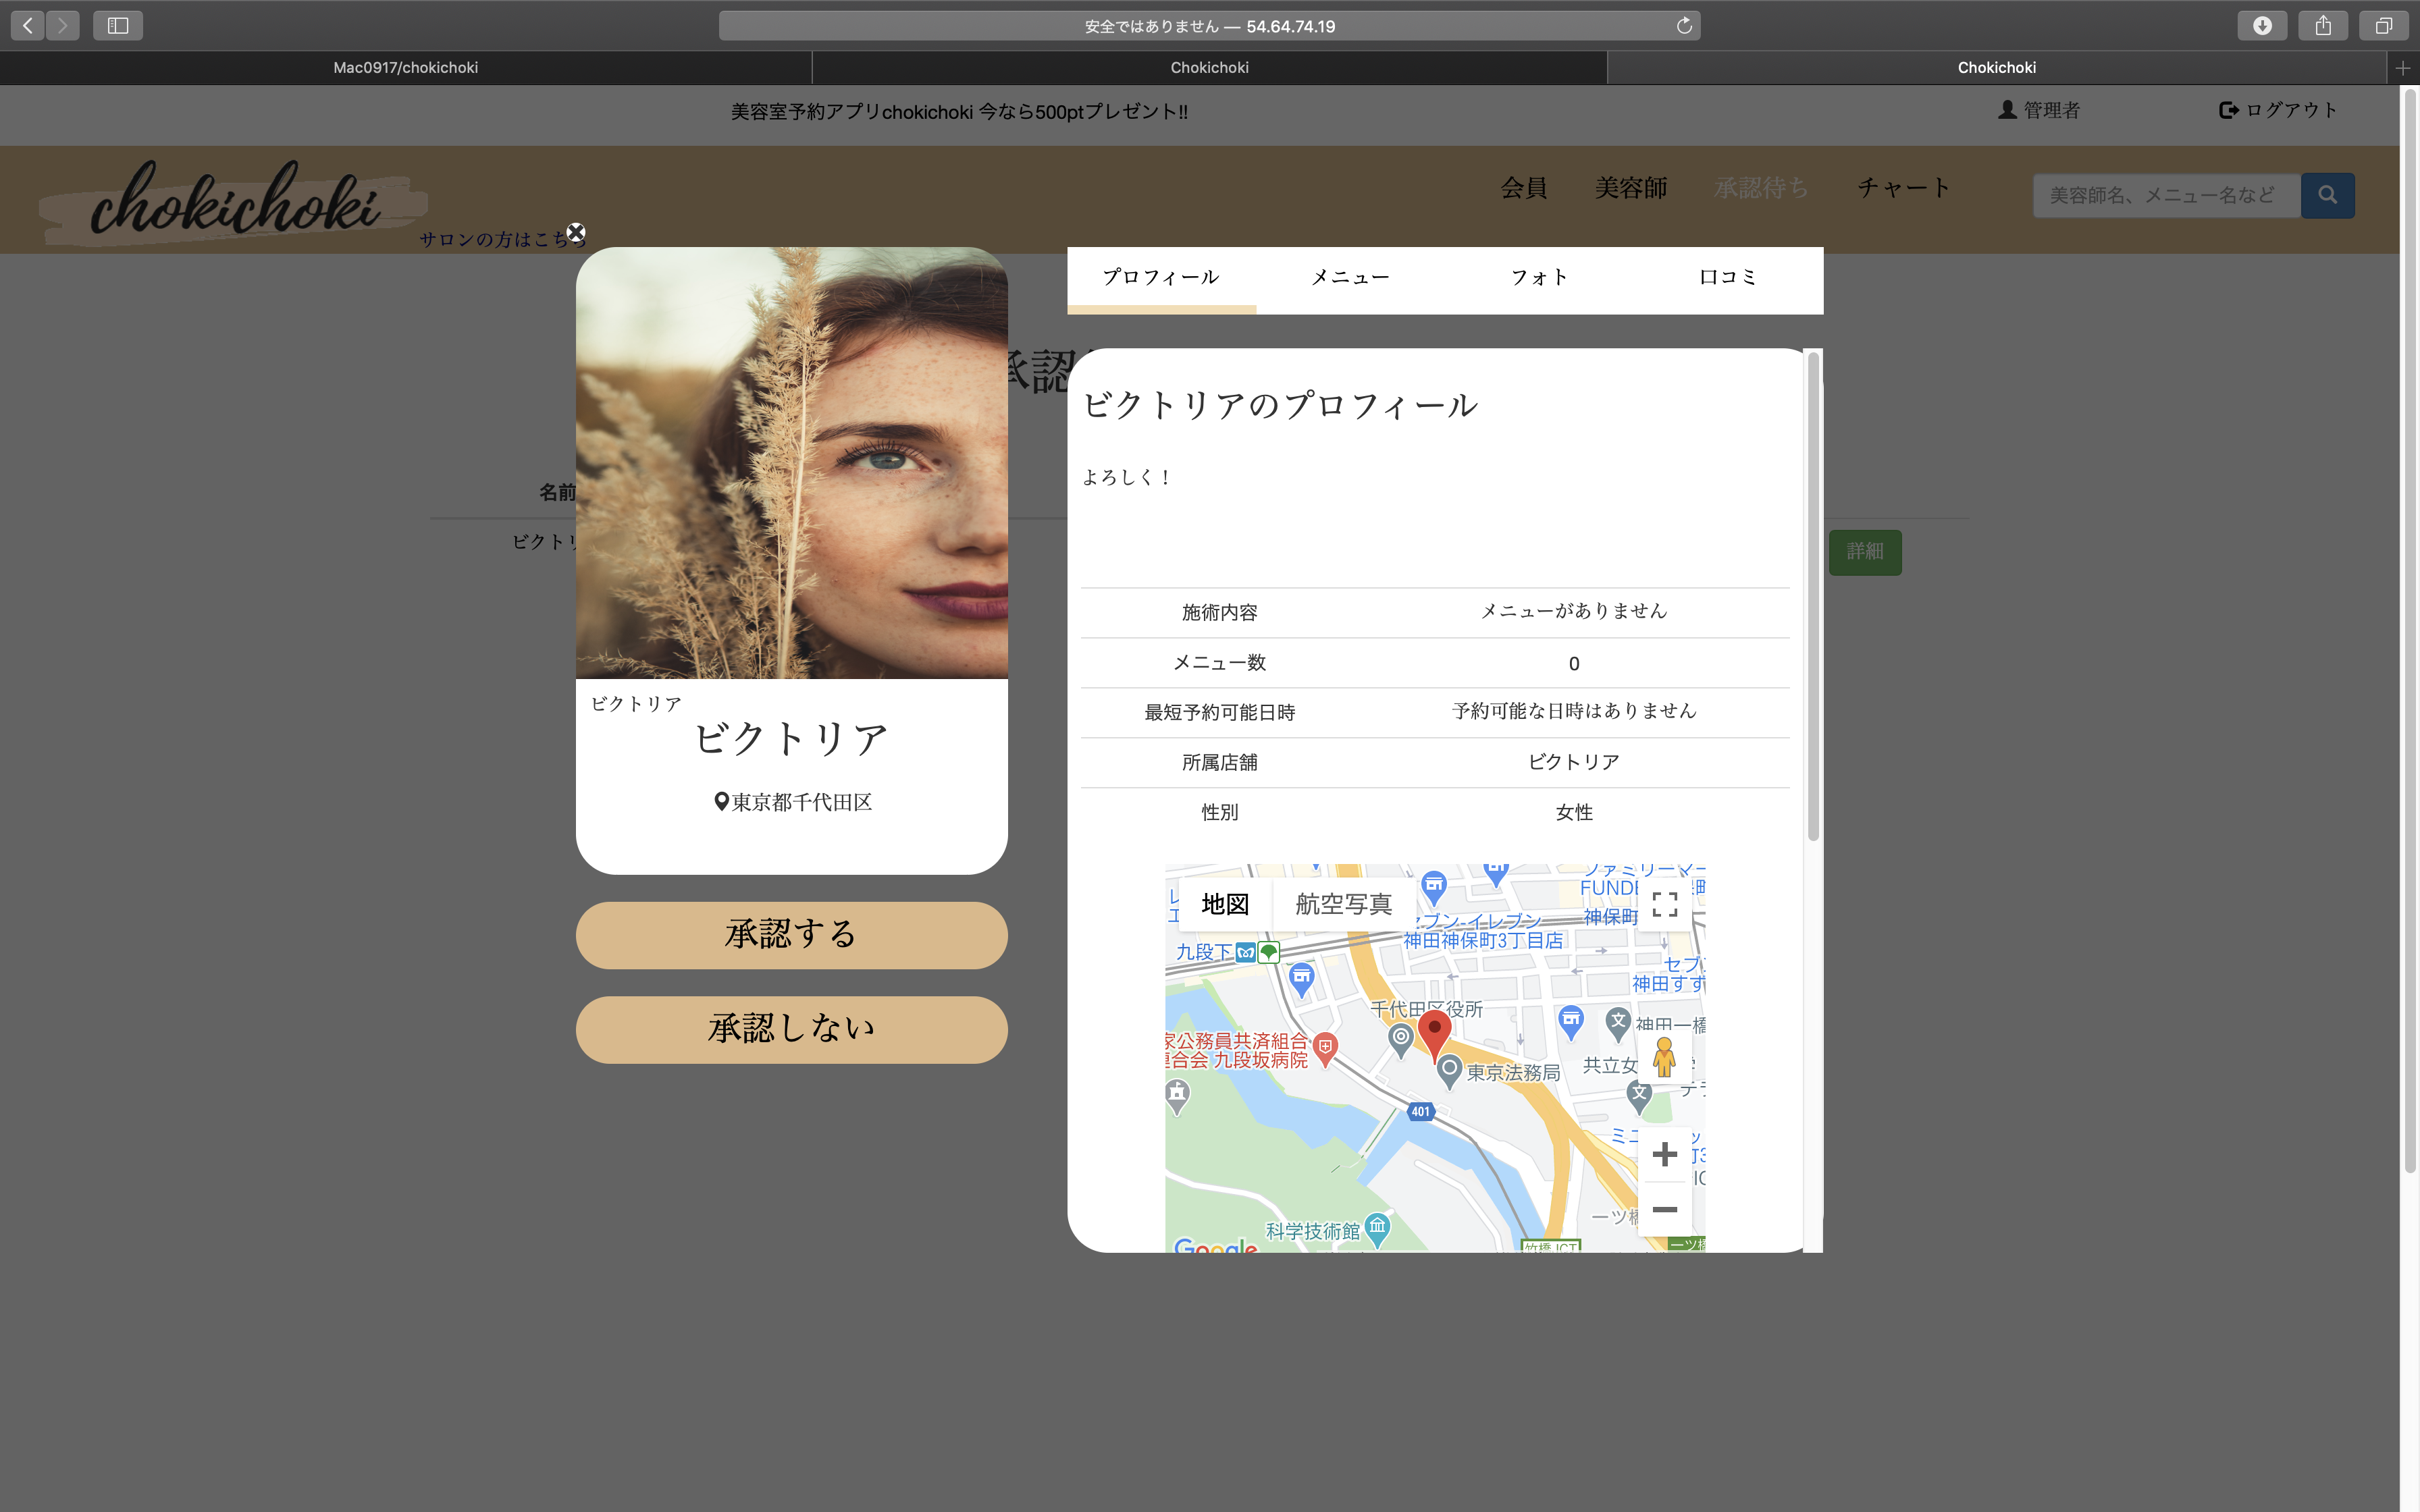 安全ではありません — 54.64.74.19
Mac0917/chokichoki
Chokichoki
Chokichoki
美容室予約アプリchokichoki 今なら500ptプレゼント!!
管理者
ログアウト
chokichoki
サロンの方はこちら
会員
美容師
承認待ち
チャート
美容師名、メニュー名など
承認
名前
ビクトリ
詳細
ビクトリア
ビクトリア
東京都千代田区
承認する
承認しない
プロフィール
メニュー
フォト
口コミ
ビクトリアのプロフィール
よろしく！
施術内容 メニューがありません
メニュー数 0
最短予約可能日時 予約可能な日時はありません
所属店舗 ビクトリア
性別 女性
地図
航空写真
ファミリーマー
神保町
セブン-イレブン
神田神保町3丁目店
九段下
セブン
神田すず
千代田区役所
神田一橋
家公務員共済組合
連合会 九段坂病院
東京法務局
共立女
401
科学技術館
一ツ橋
竹橋JCT
Google